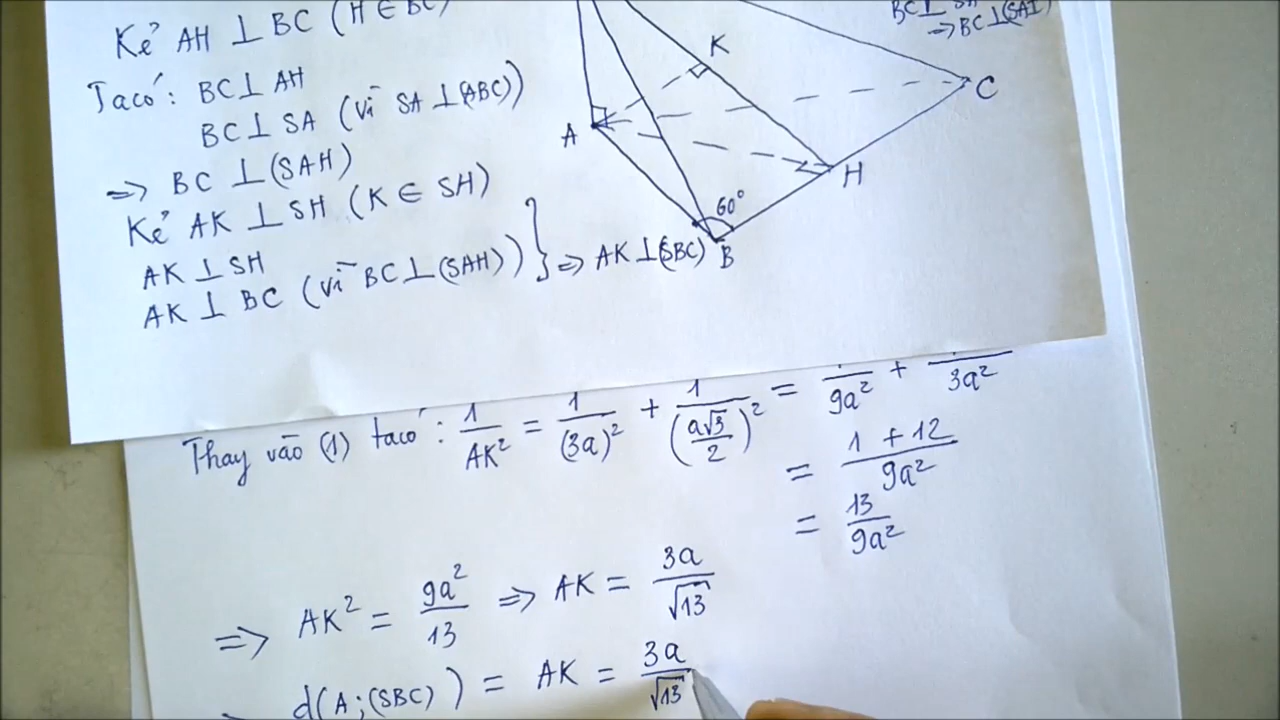 Kẻ AH ⊥ BC (H ∈ BC)
Ta có: BC ⊥ AH
BC ⊥ SA (vì SA ⊥ (ABC))
=> BC ⊥ (SAH)
Kẻ AK ⊥ SH (K ∈ SH)
AK ⊥ SH
AK ⊥ BC (vì BC ⊥ (SAH)) } => AK ⊥ (SBC)
BC ⊥
=> BC ⊥ (SAI)
K
A
C
H
60°
B
Thay vào (1) ta có: 1/AK² = 1/(3a)² + 1/(a√3/2)² = 1/9a² + /3a²
= 1 + 12/9a²
= 13/9a²
=> AK² = 9a²/13 => AK = 3a/√13
d(A;(SBC)) = AK = 3a/√13